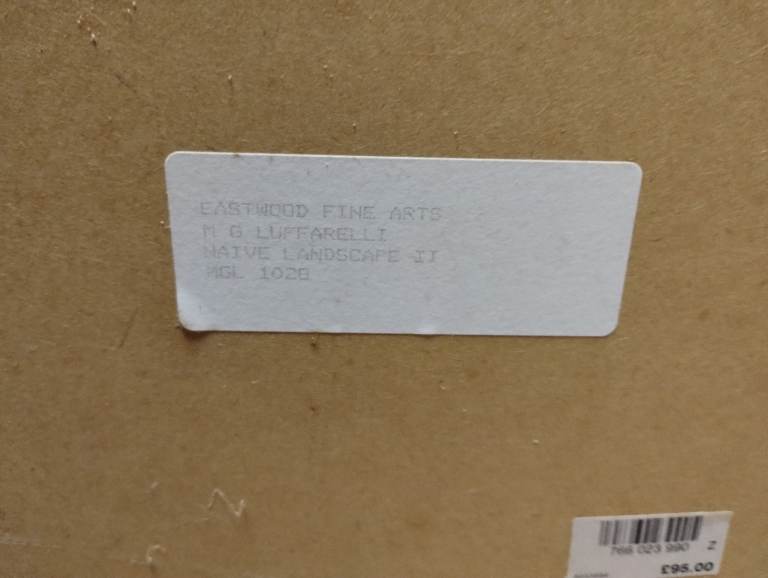 EASTWOOD FINE ARTS
M G LUFFARELLI
NAIVE LANDSCAPE II
MGL 1028
766 023 990 Z
£95.00